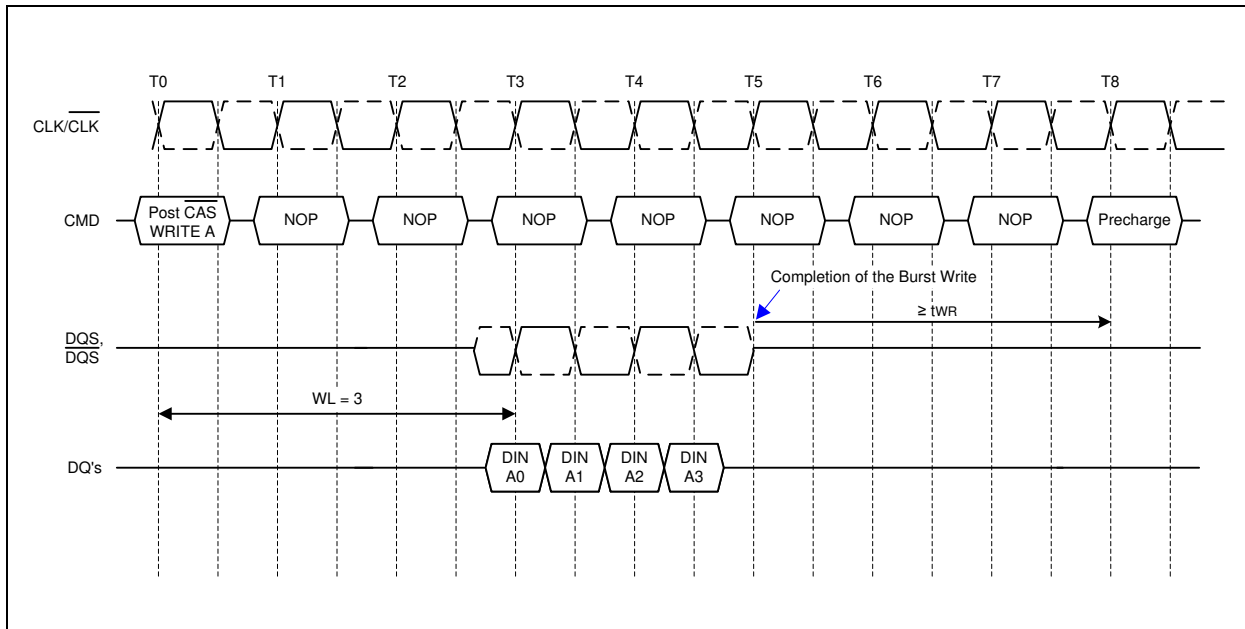 T0 T1 T2 T3 T4 T5 T6 T7 T8
CLK/CLK
CMD
Post CAS
WRITE A
NOP NOP NOP NOP NOP NOP NOP Precharge
Completion of the Burst Write
≥ tWR
DQS,
DQS
WL = 3
DQ's
DIN
A0
DIN
A1
DIN
A2
DIN
A3